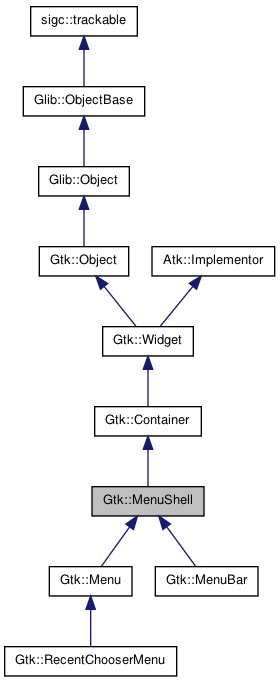 sigc::trackable
Glib::ObjectBase
Glib::Object
Gtk::Object
Atk::Implementor
Gtk::Widget
Gtk::Container
Gtk::MenuShell
Gtk::Menu
Gtk::MenuBar
Gtk::RecentChooserMenu